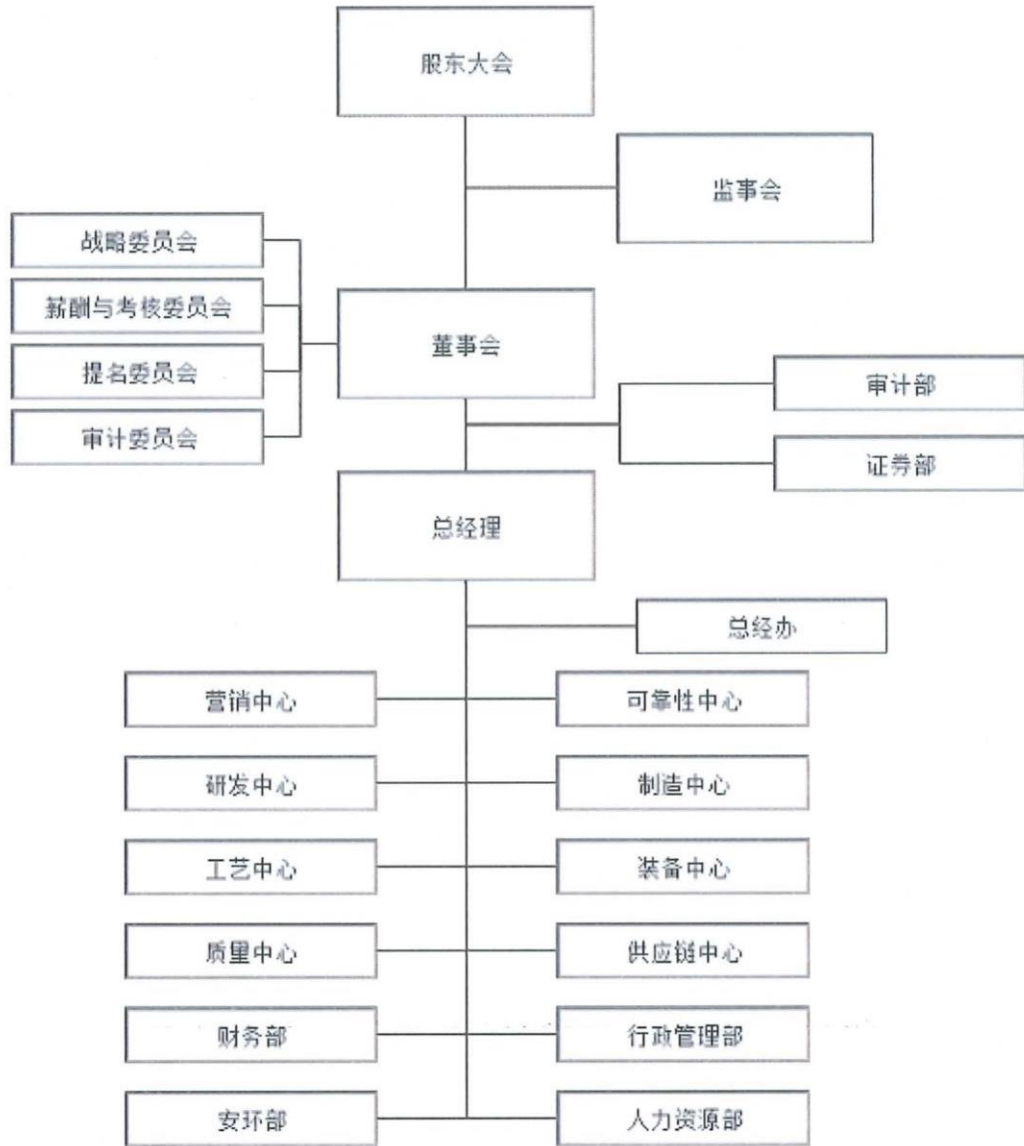 股东大会
监事会
战略委员会
薪酬与考核委员会
董事会
提名委员会
审计部
审计委员会
证券部
总经理
总经办
营销中心
可靠性中心
研发中心
制造中心
工艺中心
装备中心
质量中心
供应链中心
财务部
行政管理部
安环部
人力资源部